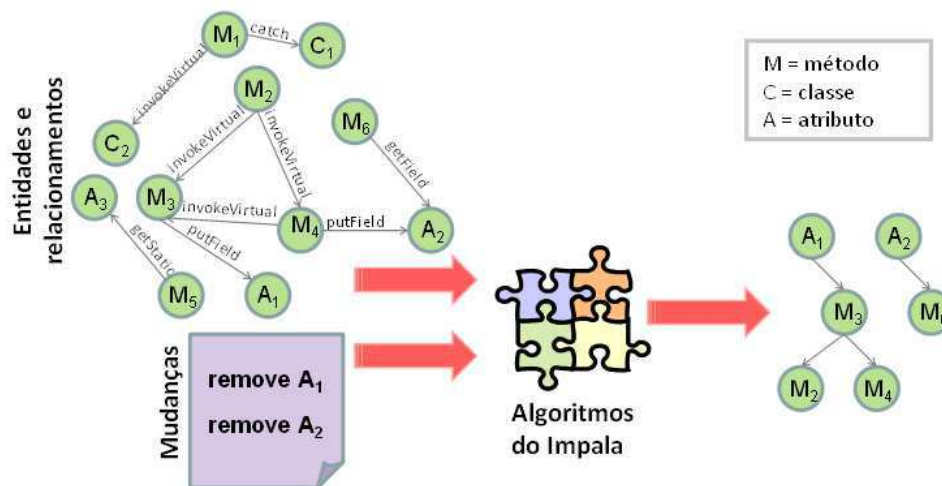 Entidades e
relacionamentos
M1
catch
C1
invokeVirtual
M2
C2
invokeVirtual
invokeVirtual
M6
getField
A3
M3
invokeVirtual
M4
putField
A2
getStatic
putField
M5
A1
Mudanças
remove A1
remove A2
Algoritmos
do Impala
M = método
C = classe
A = atributo
A1
A2
M3
M2
M4